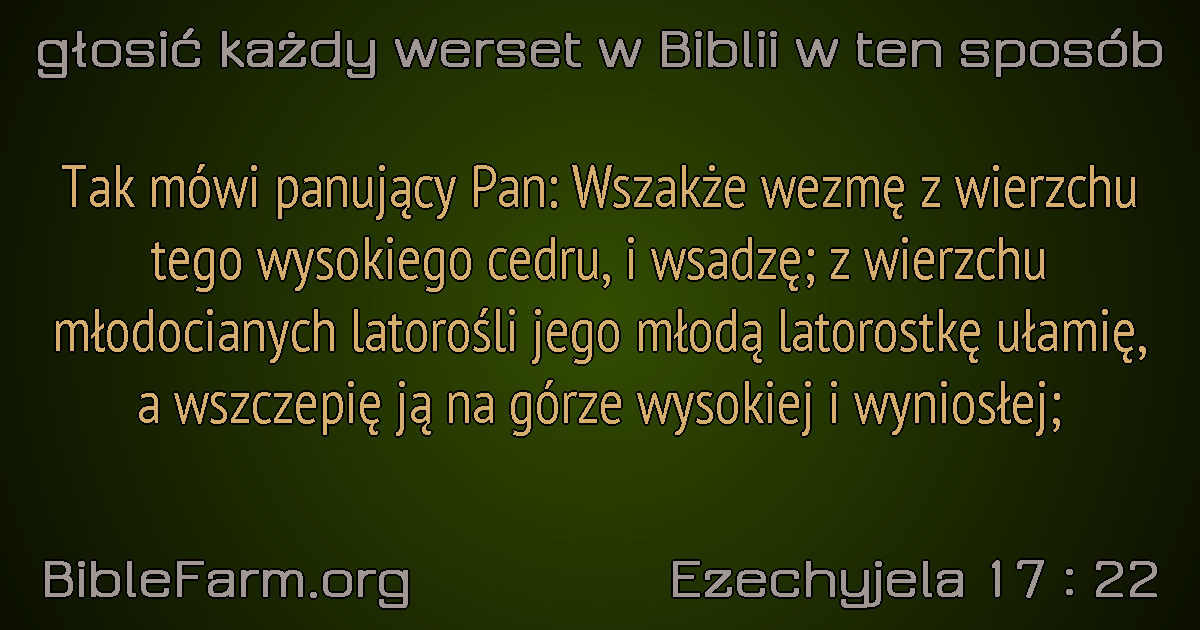 głosić każdy werset w Biblii w ten sposób
Tak mówi panujący Pan: Wszakże wezmę z wierzchu
tego wysokiego cedru, i wsadzę; z wierzchu
młodocianych latorośli jego młodą latorostkę ułamię,
a wszczepię ją na górze wysokiej i wyniosłej;
BibleFarm.org
Ezechyjela 17 : 22